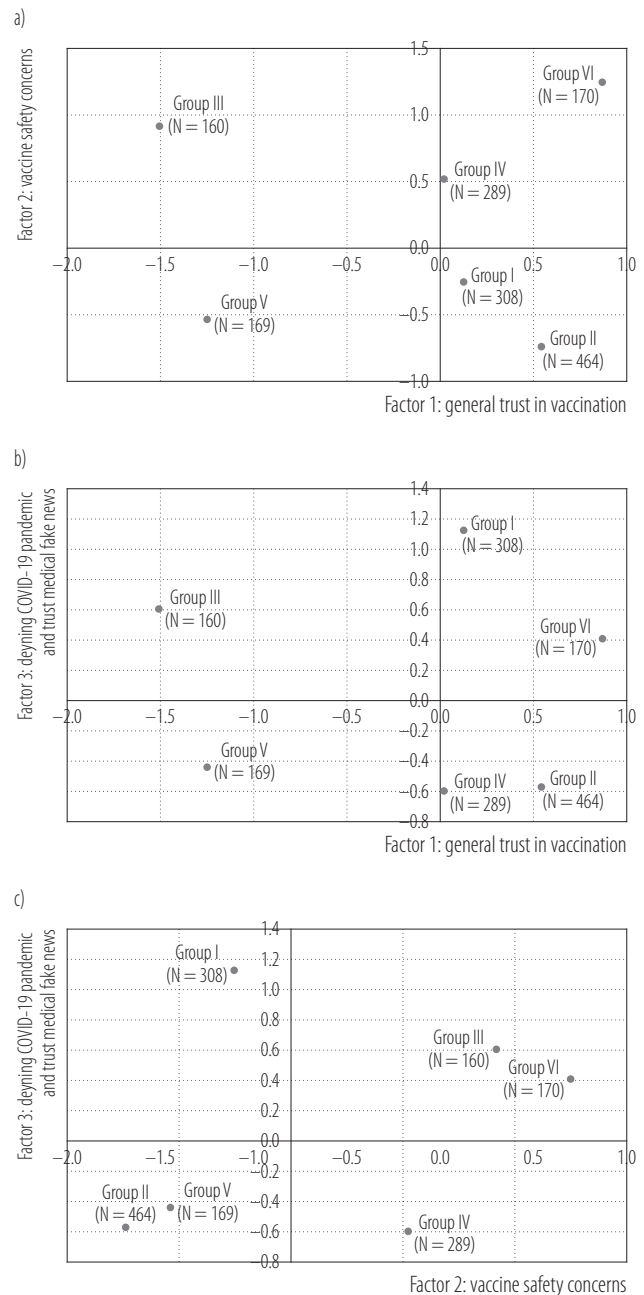 a)
Factor 2: vaccine safety concerns
1.5
1.0
0.5
0.0
−0.5
−1.0
−2.0 −1.5 −1.0 −0.5 0.0 0.5 1.0
Group VI
(N = 170)
Group III
(N = 160)
Group IV
(N = 289)
Group I
(N = 308)
Group V
(N = 169)
Group II
(N = 464)
Factor 1: general trust in vaccination
b)
Factor 3: deyning COVID-19 pandemic
and trust medical fake news
1.4
1.2
1.0
0.8
0.6
0.4
0.2
0.0
−0.2
−0.4
−0.6
−0.8
−2.0 −1.5 −1.0 −0.5 0.0 0.5 1.0
Group I
(N = 308)
Group III
(N = 160)
Group VI
(N = 170)
Group V
(N = 169)
Group IV
(N = 289)
Group II
(N = 464)
Factor 1: general trust in vaccination
c)
Factor 3: deyning COVID-19 pandemic
and trust medical fake news
1.4
1.2
1.0
0.8
0.6
0.4
0.2
0.0
−0.2
−0.4
−0.6
−0.8
−2.0 −1.5 −1.0 −0.5 0.0 0.5 1.0
Group I
(N = 308)
Group III
(N = 160)
Group VI
(N = 170)
Group II
(N = 464)
Group V
(N = 169)
Group IV
(N = 289)
Factor 2: vaccine safety concerns